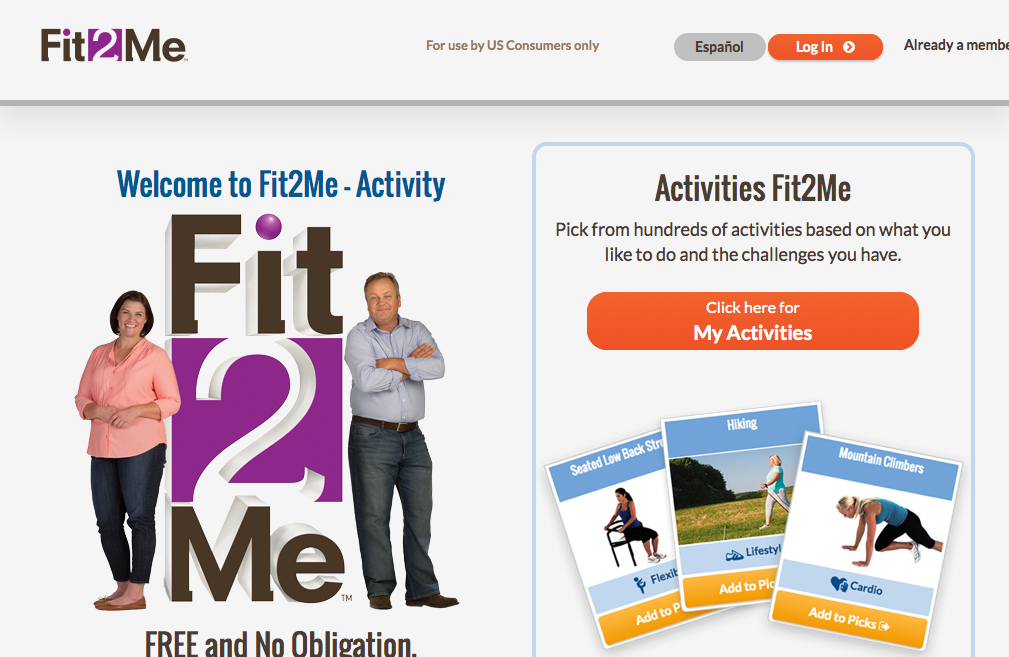 Fit2Me
For use by US Consumers only
Español
Log In
Already a membe
Welcome to Fit2Me - Activity
Fit
2
Me
TM
FREE and No Obligation.
Activities Fit2Me
Pick from hundreds of activities based on what you
like to do and the challenges you have.
Click here for
My Activities
Seated Low Back Stre
Flexib
Add to P
Hiking
Lifestyl
Add to Pic
Mountain Climbers
Cardio
Add to Picks